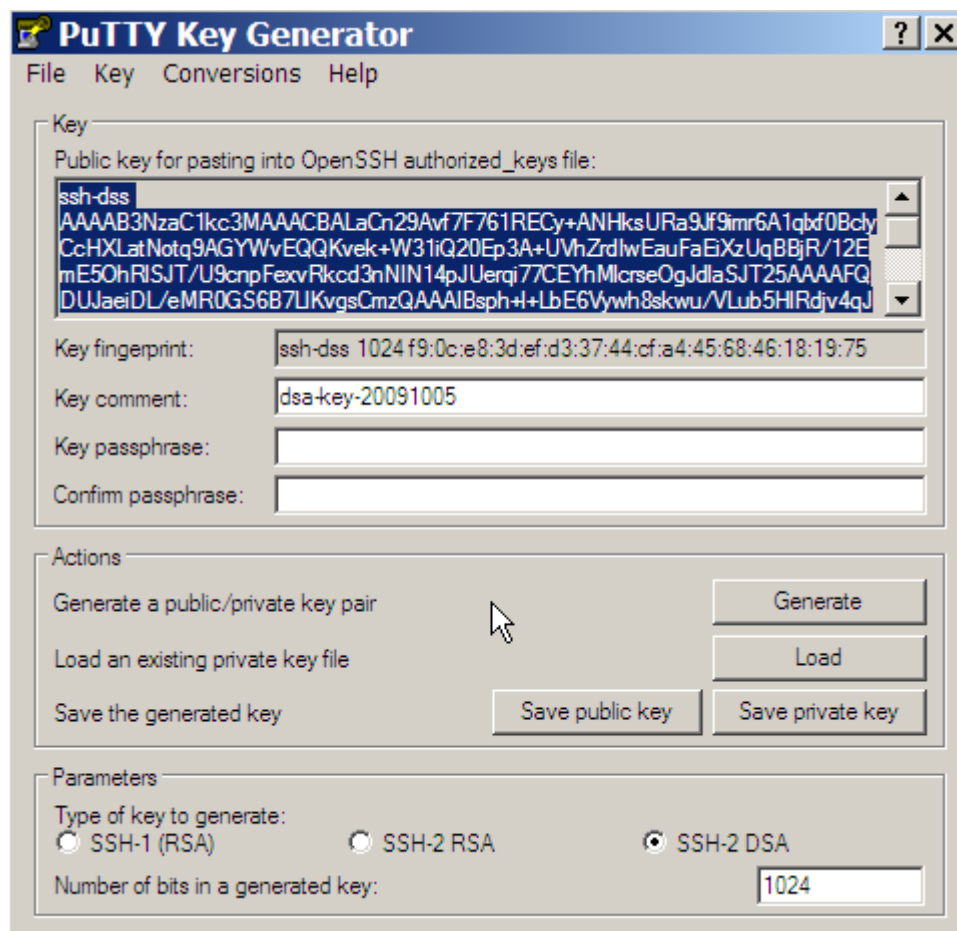 PuTTY Key Generator
File Key Conversions Help
Key
Public key for pasting into OpenSSH authorized_keys file:
ssh-dss
AAAAB3NzaC1kc3MAAACBALaCn29Avf7F761RECy+ANHksURa9Jf9imr6A1qlxf0Bcly
CcHXLatNotq9AGYWvEQQKvek+W31iQ20Ep3A+UVhZrdIwEauFaEiXzUqBBjR/12E
mE5OhRlSJT/U9cnpFexvRkcd3nNIN14pJUerqi77CEYhMlcrseOgJdlaSJT25AAAAFQ
DUJaeiDL/eMR0GS6B7LlKvgsCmzQAAAIBsph+l+LbE6Vywh8skwu/VLub5HIRdjv4qJ
Key fingerprint: ssh-dss 1024 f9:0c:e8:3d:ef:d3:37:44:cf:a4:45:68:46:18:19:75
Key comment: dsa-key-20091005
Key passphrase:
Confirm passphrase:
Actions
Generate a public/private key pair Generate
Load an existing private key file Load
Save the generated key Save public key Save private key
Parameters
Type of key to generate:
SSH-1 (RSA) SSH-2 RSA SSH-2 DSA
Number of bits in a generated key: 1024